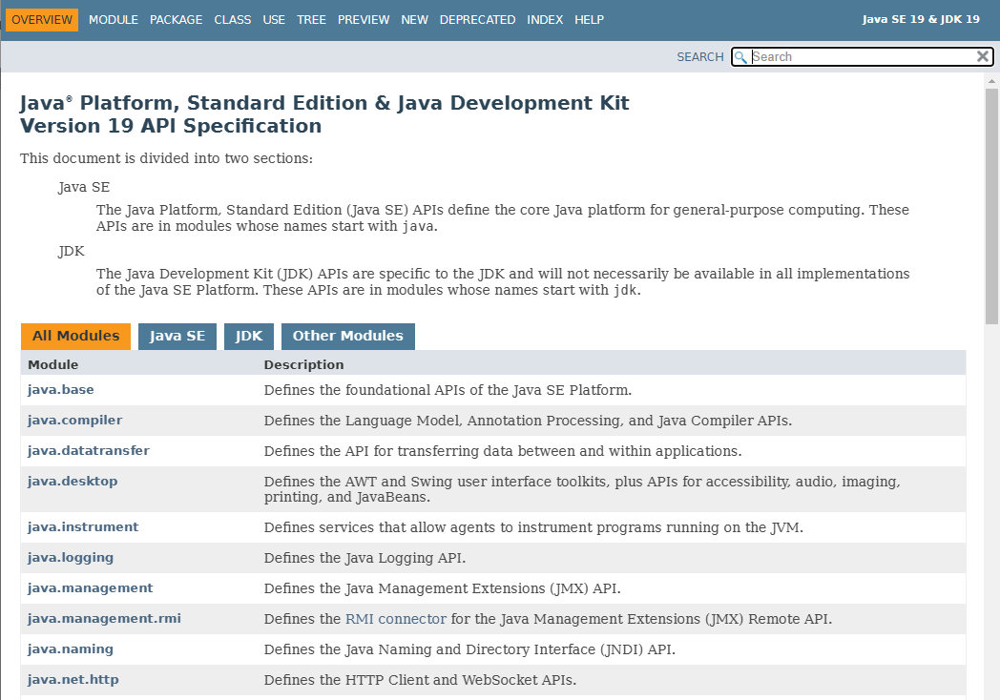 OVERVIEW MODULE PACKAGE CLASS USE TREE PREVIEW NEW DEPRECATED INDEX HELP Java SE 19 & JDK 19
SEARCH Search
Java® Platform, Standard Edition & Java Development Kit
Version 19 API Specification
This document is divided into two sections:
Java SE
The Java Platform, Standard Edition (Java SE) APIs define the core Java platform for general-purpose computing. These
APIs are in modules whose names start with java.
JDK
The Java Development Kit (JDK) APIs are specific to the JDK and will not necessarily be available in all implementations
of the Java SE Platform. These APIs are in modules whose names start with jdk.
All Modules Java SE JDK Other Modules
Module Description
java.base Defines the foundational APIs of the Java SE Platform.
java.compiler Defines the Language Model, Annotation Processing, and Java Compiler APIs.
java.datatransfer Defines the API for transferring data between and within applications.
java.desktop Defines the AWT and Swing user interface toolkits, plus APIs for accessibility, audio, imaging,
printing, and JavaBeans.
java.instrument Defines services that allow agents to instrument programs running on the JVM.
java.logging Defines the Java Logging API.
java.management Defines the Java Management Extensions (JMX) API.
java.management.rmi Defines the RMI connector for the Java Management Extensions (JMX) Remote API.
java.naming Defines the Java Naming and Directory Interface (JNDI) API.
java.net.http Defines the HTTP Client and WebSocket APIs.